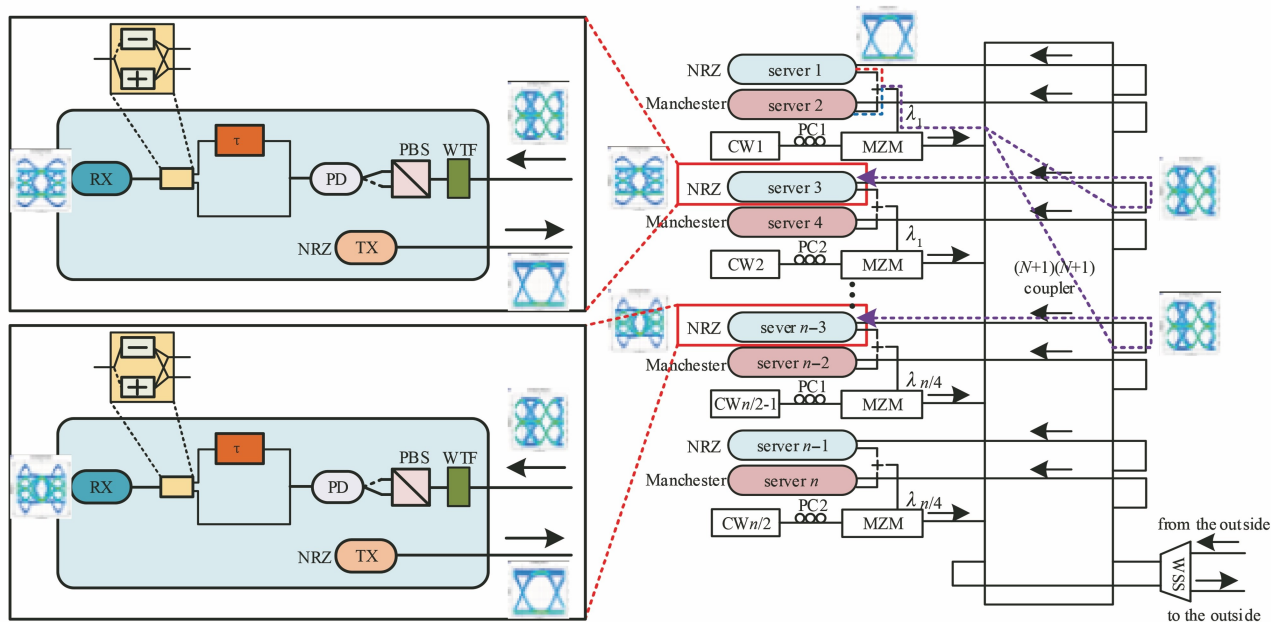 −
+
τ
RX
PD
PBS
WTF
NRZ
TX
−
+
τ
RX
PD
PBS
WTF
NRZ
TX
NRZ
server 1
Manchester
server 2
CW1
PC1
MZM
λ1
NRZ
server 3
Manchester
server 4
CW2
PC2
MZM
λ1
(N+1)(N+1)
coupler
NRZ
sever n−3
Manchester
server n−2
CWn/2-1
PC1
MZM
λ n/4
NRZ
server n−1
Manchester
server n
CWn/2
PC2
MZM
λ n/4
from the outside
WSS
to the outside